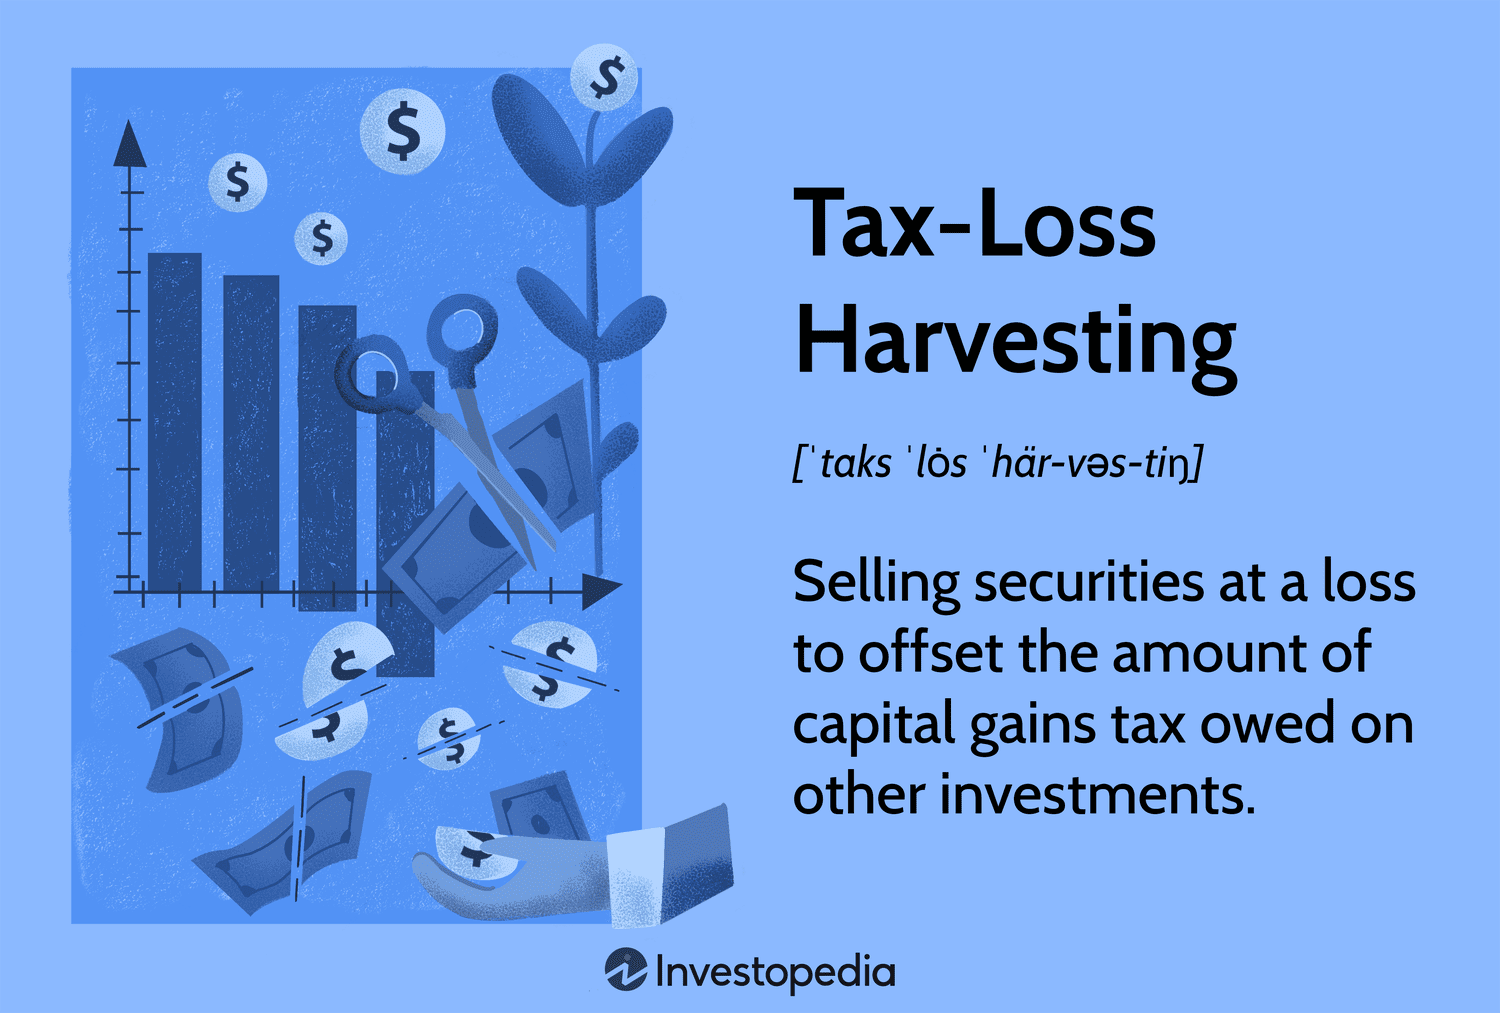 $
$
$
$
Tax-Loss
Harvesting
[ˈtaks ˈlȯs ˈhär-vəs-tiŋ]
Selling securities at a loss
to offset the amount of
capital gains tax owed on
other investments.
$
$
$
$
Investopedia